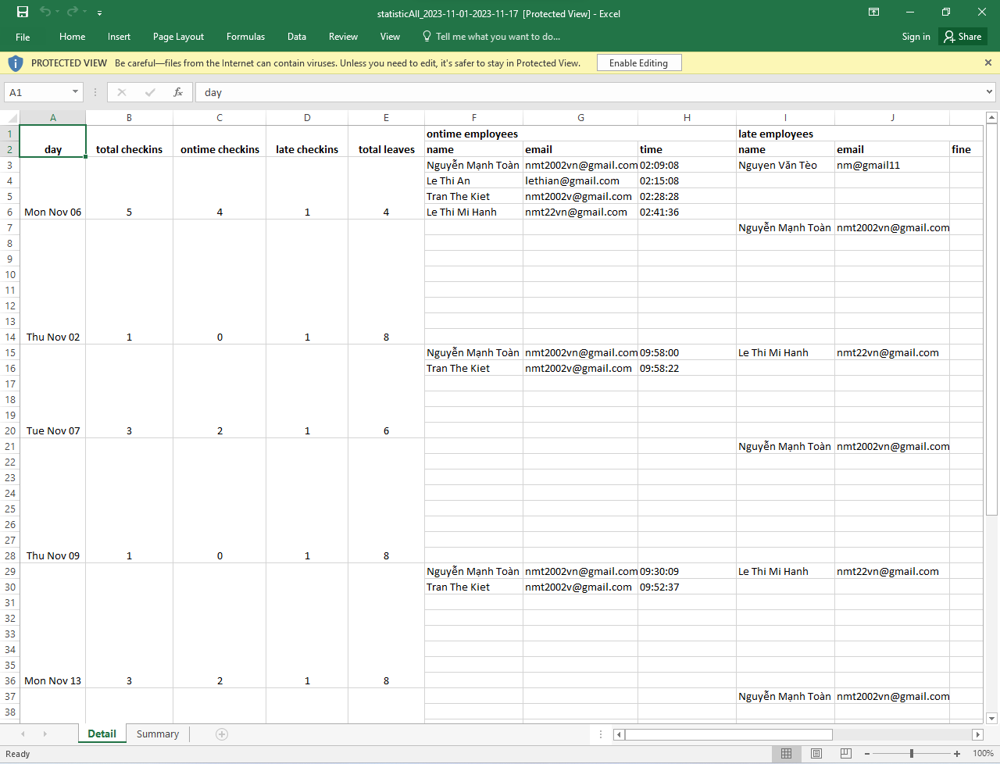 statisticAll_2023-11-01-2023-11-17 [Protected View] - Excel
File Home Insert Page Layout Formulas Data Review View Tell me what you want to do... Sign in Share
PROTECTED VIEW Be careful—files from the Internet can contain viruses. Unless you need to edit, it's safer to stay in Protected View. Enable Editing
A1 fx day
A B C D E F G H I J
1 ontime employees late employees
2 day total checkins ontime checkins late checkins total leaves name email time name email fine
3 Nguyễn Mạnh Toàn nmt2002vn@gmail.com 02:09:08 Nguyen Văn Tèo nm@gmail11
4 Le Thi An lethian@gmail.com 02:15:08
5 Tran The Kiet nmt2002v@gmail.com 02:28:28
6 Mon Nov 06 5 4 1 4 Le Thi Mi Hanh nmt22vn@gmail.com 02:41:36
7 Nguyễn Mạnh Toàn nmt2002vn@gmail.com
8
9
10
11
12
13
14 Thu Nov 02 1 0 1 8
15 Nguyễn Mạnh Toàn nmt2002vn@gmail.com 09:58:00 Le Thi Mi Hanh nmt22vn@gmail.com
16 Tran The Kiet nmt2002v@gmail.com 09:58:22
17
18
19
20 Tue Nov 07 3 2 1 6
21 Nguyễn Mạnh Toàn nmt2002vn@gmail.com
22
23
24
25
26
27
28 Thu Nov 09 1 0 1 8
29 Nguyễn Mạnh Toàn nmt2002vn@gmail.com 09:30:09 Le Thi Mi Hanh nmt22vn@gmail.com
30 Tran The Kiet nmt2002v@gmail.com 09:52:37
31
32
33
34
35
36 Mon Nov 13 3 2 1 8
37 Nguyễn Mạnh Toàn nmt2002vn@gmail.com
38
Detail Summary
Ready 100%